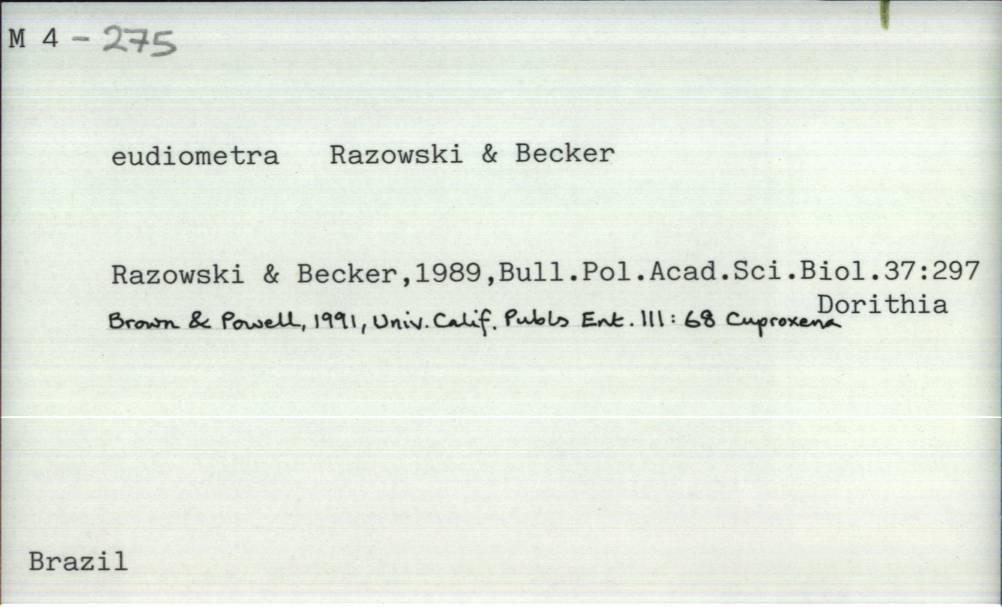 M 4 - 275
eudiometra Razowski & Becker
Razowski & Becker,1989,Bull.Pol.Acad.Sci.Biol.37:297
Dorithia
Brown & Powell, 1991, Univ. Calif. Publs Ent. 111: 68 Cuproxena
Brazil